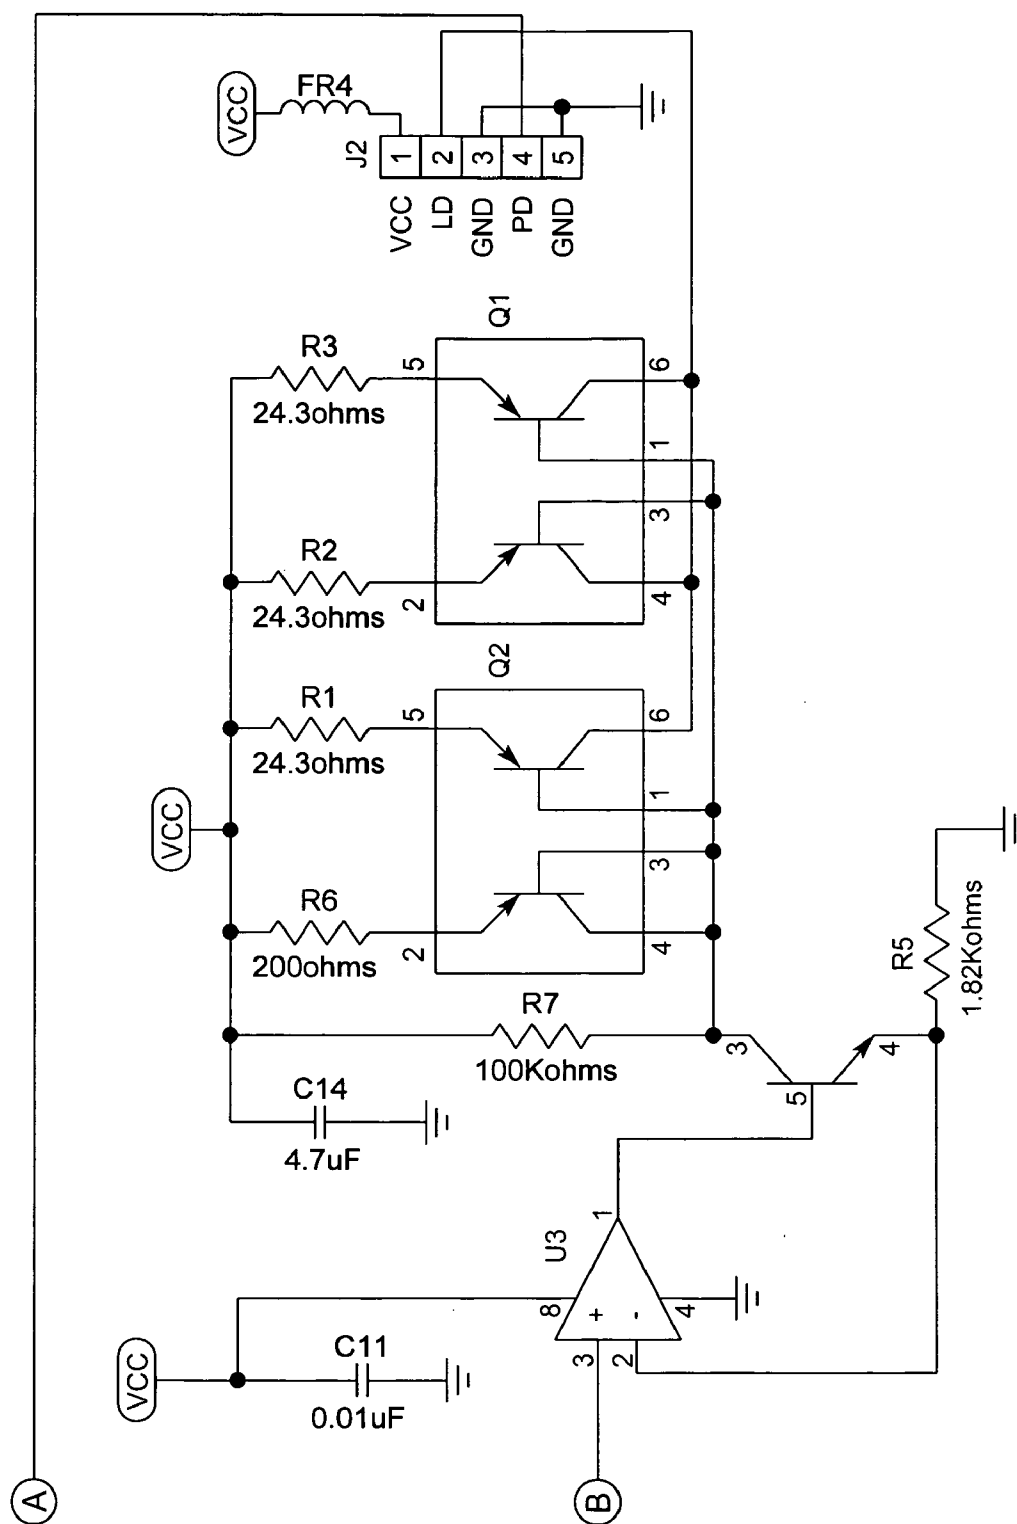 A
VCC
FR4
J2
1
2
3
4
5
VCC
LD
GND
PD
GND
R3
24.3ohms
5
Q1
6
1
R2
24.3ohms
2
3
4
VCC
R1
24.3ohms
5
Q2
6
1
R6
200ohms
2
3
4
R7
100Kohms
C14
4.7uF
3
5
4
R5
1.82Kohms
VCC
C11
0.01uF
U3
8
1
+
-
3
2
4
B